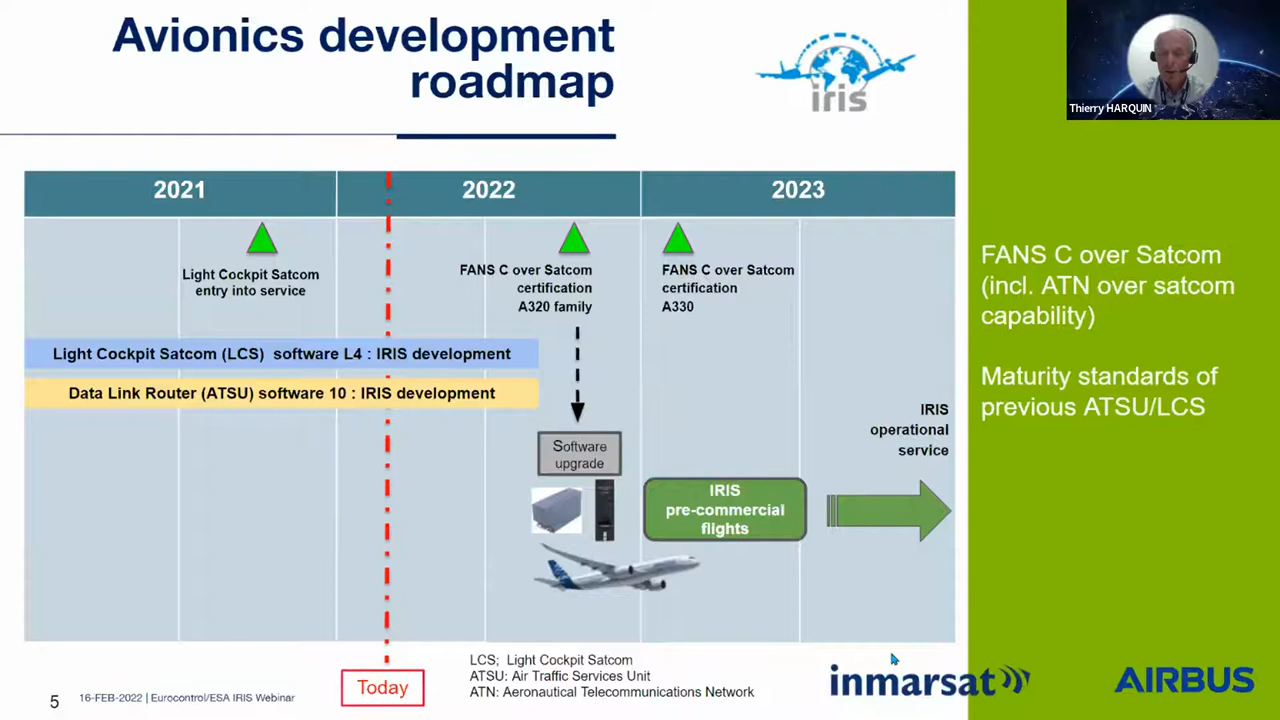 Avionics development
roadmap
iris
Thierry HARQUIN
2021
2022
2023
Light Cockpit Satcom
entry into service
FANS C over Satcom
certification
A320 family
FANS C over Satcom
certification
A330
Light Cockpit Satcom (LCS) software L4 : IRIS development
Data Link Router (ATSU) software 10 : IRIS development
Software
upgrade
IRIS
pre-commercial
flights
IRIS
operational
service
FANS C over Satcom
(incl. ATN over satcom
capability)
Maturity standards of
previous ATSU/LCS
Today
LCS; Light Cockpit Satcom
ATSU: Air Traffic Services Unit
ATN: Aeronautical Telecommunications Network
5
16-FEB-2022 | Eurocontrol/ESA IRIS Webinar
inmarsat
AIRBUS